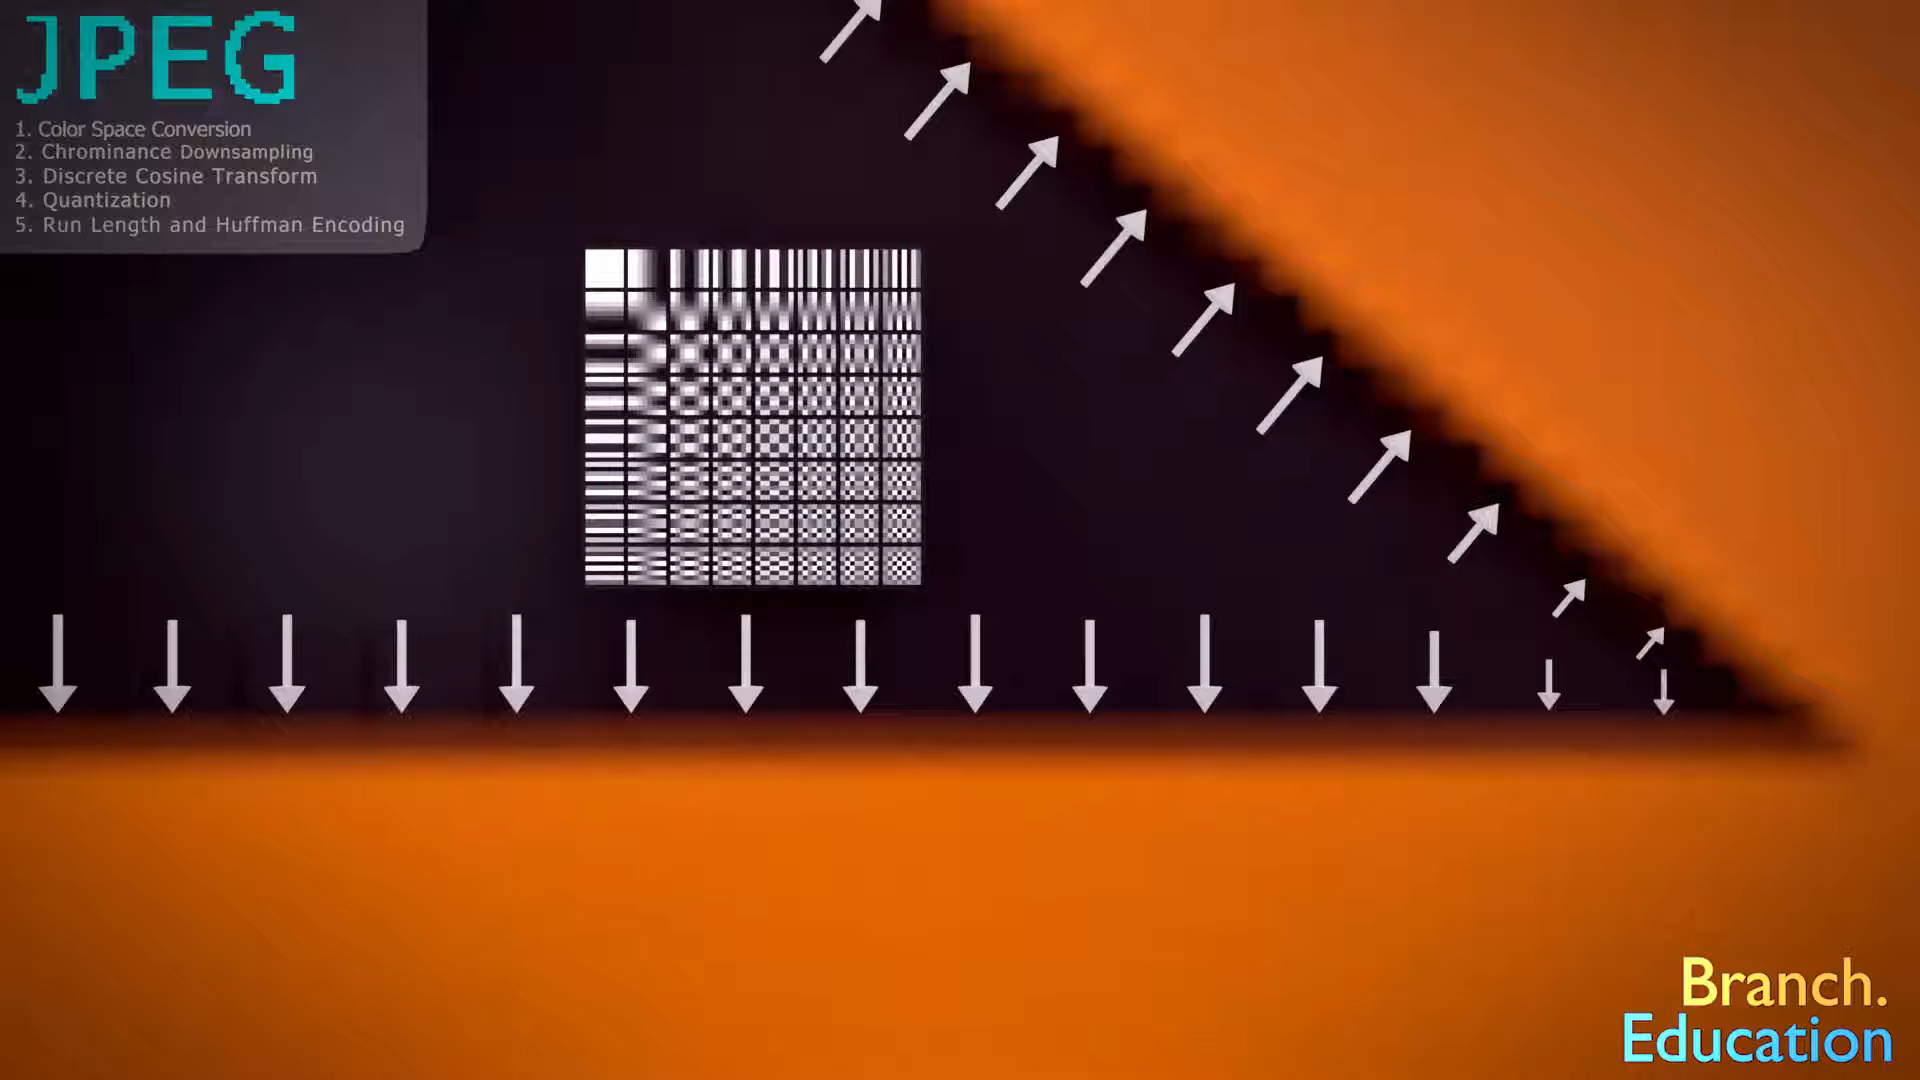 JPEG
1. Color Space Conversion
2. Chrominance Downsampling
3. Discrete Cosine Transform
4. Quantization
5. Run Length and Huffman Encoding
Branch.
Education